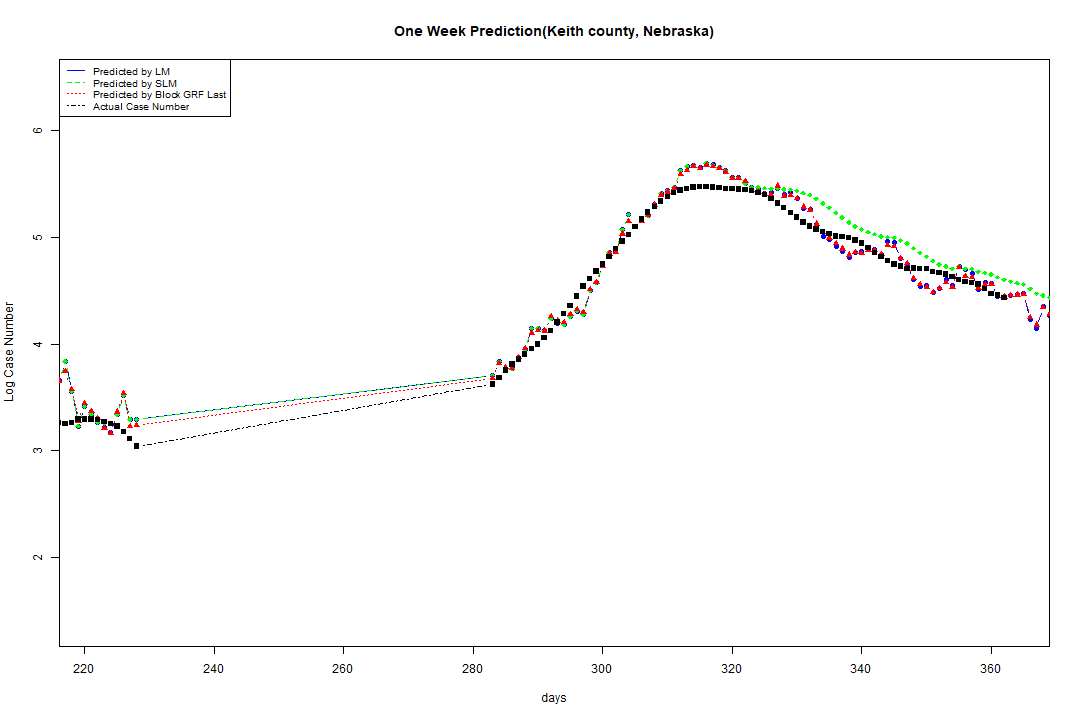 One Week Prediction(Keith county, Nebraska)
Predicted by LM
Predicted by SLM
Predicted by Block GRF Last
Actual Case Number
6
5
4
3
2
Log Case Number
220 240 260 280 300 320 340 360
days